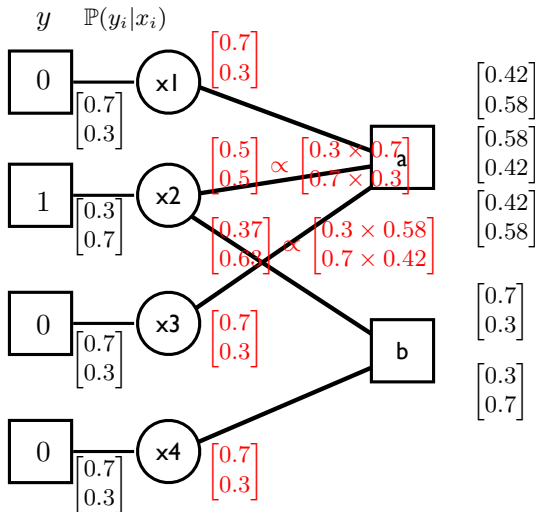 y P(y_i|x_i)
0 [0.7 0.3] x1 [0.7 0.3]
1 [0.3 0.7] x2 [0.5 0.5] ∝ [0.3 × 0.7 0.7 × 0.3]
[0.37 0.63] ∝ [0.3 × 0.58 0.7 × 0.42]
0 [0.7 0.3] x3 [0.7 0.3]
0 [0.7 0.3] x4 [0.7 0.3]
a
[0.42 0.58]
[0.58 0.42]
[0.42 0.58]
b
[0.7 0.3]
[0.3 0.7]